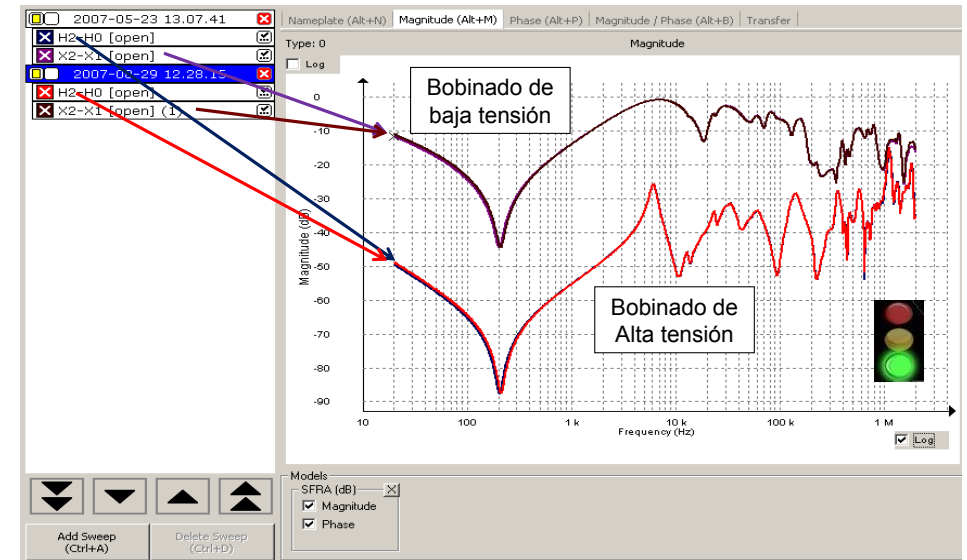 2007-05-23 13.07.41
H2-H0 [open]
X2-X1 [open]
2007-08-29 12.28.15
H2-H0 [open]
X2-X1 [open] (1)
Nameplate (Alt+N)
Magnitude (Alt+M)
Phase (Alt+P)
Magnitude / Phase (Alt+B)
Transfer
Type: 0
Magnitude
Log
Bobinado de
baja tensión
Bobinado de
Alta tensión
Magnitude (dB)
0
-10
-20
-30
-40
-50
-60
-70
-80
-90
10
100
1 k
10 k
100 k
1 M
Frequency (Hz)
Log
Models
SFRA (dB)
Magnitude
Phase
Add Sweep
(Ctrl+A)
Delete Sweep
(Ctrl+D)